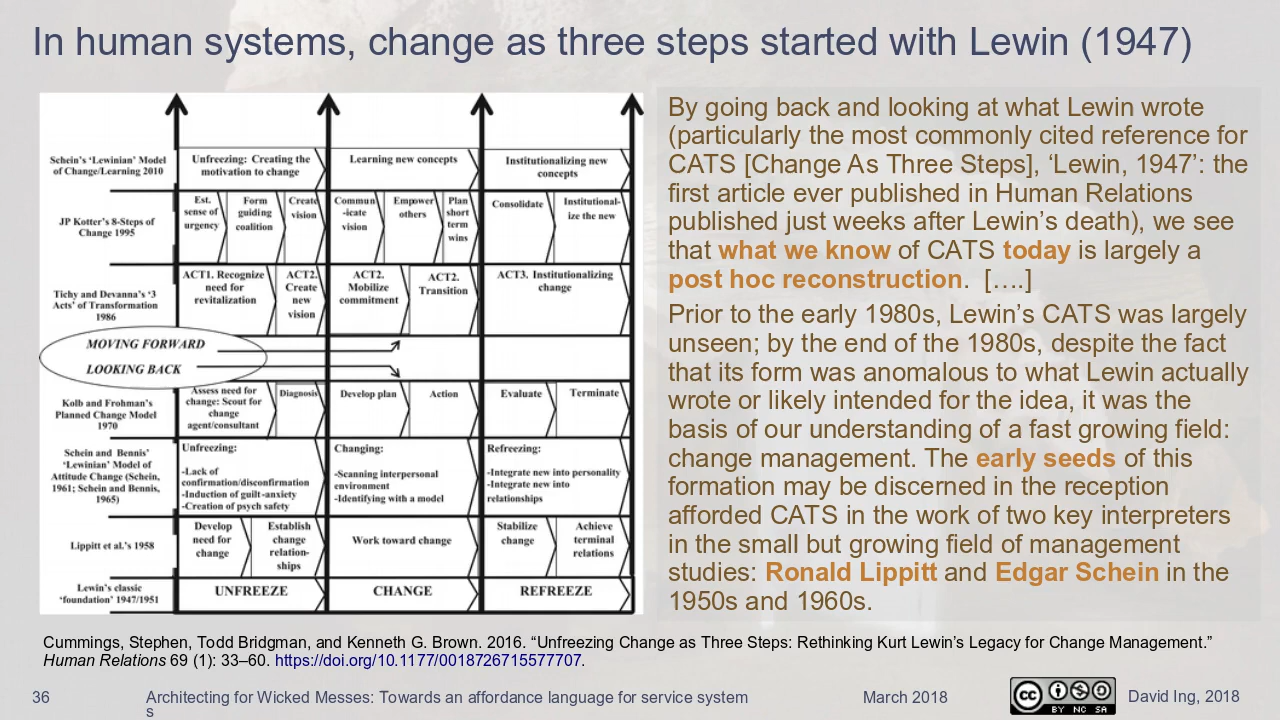 In human systems, change as three steps started with Lewin (1947)
Schein's 'Lewinian' Model
of Change/Learning 2010
Unfreezing: Creating the
motivation to change
Learning new concepts
Institutionalizing new
concepts
JP Kotter's 8-Steps of
Change 1995
Est.
sense of
urgency
Form
guiding
coalition
Create
vision
Commun
-icate
vision
Empower
others
Plan
short
term
wins
Consolidate
Institutional-
ize the new
Tichy and Devanna's '3
Acts' of Transformation
1986
ACT1. Recognize
need for
revitalization
ACT2.
Create
new
vision
ACT2.
Mobilize
commitment
ACT2.
Transition
ACT3. Institutionalizing
change
MOVING FORWARD
LOOKING BACK
Kolb and Frohman's
Planned Change Model
1970
Assess need for
change: Scout for
change
agent/consultant
Diagnosis
Develop plan
Action
Evaluate
Terminate
Schein and Bennis'
'Lewinian' Model of
Attitude Change (Schein,
1961; Schein and Bennis,
1965)
Unfreezing:
-Lack of
confirmation/disconfirmation
-Induction of guilt-anxiety
-Creation of psych safety
Changing:
-Scanning interpersonal
environment
-Identifying with a model
Refreezing:
-Integrate new into personality
-Integrate new into
relationships
Lippitt et al.'s 1958
Develop
need for
change
Establish
change
relation-
ships
Work toward change
Stabilize
change
Achieve
terminal
relations
Lewin's classic
'foundation' 1947/1951
UNFREEZE
CHANGE
REFREEZE
By going back and looking at what Lewin wrote
(particularly the most commonly cited reference for
CATS [Change As Three Steps], ‘Lewin, 1947’: the
first article ever published in Human Relations
published just weeks after Lewin’s death), we see
that what we know of CATS today is largely a
post hoc reconstruction. [….]
Prior to the early 1980s, Lewin’s CATS was largely
unseen; by the end of the 1980s, despite the fact
that its form was anomalous to what Lewin actually
wrote or likely intended for the idea, it was the
basis of our understanding of a fast growing field:
change management. The early seeds of this
formation may be discerned in the reception
afforded CATS in the work of two key interpreters
in the small but growing field of management
studies: Ronald Lippitt and Edgar Schein in the
1950s and 1960s.
Cummings, Stephen, Todd Bridgman, and Kenneth G. Brown. 2016. “Unfreezing Change as Three Steps: Rethinking Kurt Lewin’s Legacy for Change Management.”
Human Relations 69 (1): 33–60. https://doi.org/10.1177/0018726715577707.
36
Architecting for Wicked Messes: Towards an affordance language for service system
s
March 2018
cc
BY NC SA
David Ing, 2018